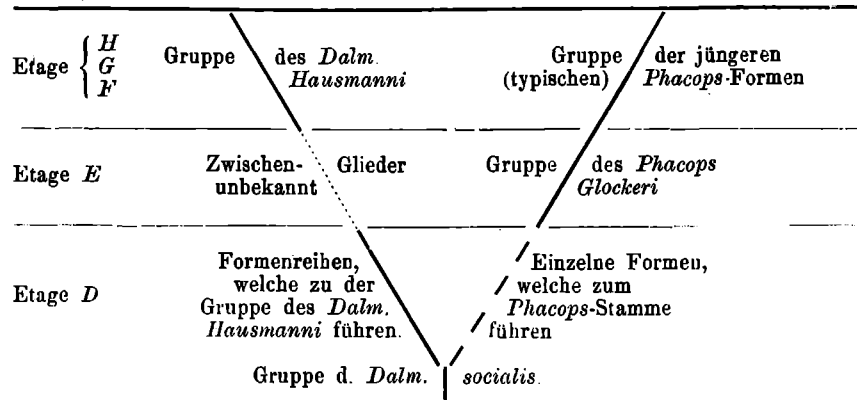 H
Gruppe des Dalm. Gruppe der jüngeren
Etage { G
Hausmanni (typischen) Phacops-Formen
F
Zwischen- Glieder Gruppe des Phacops
Etage E
unbekannt Glockeri
Formenreihen, Einzelne Formen,
welche zu der welche zum
Etage D
Gruppe des Dalm. Phacops-Stamme
Hausmanni führen. führen
Gruppe d. Dalm. socialis.